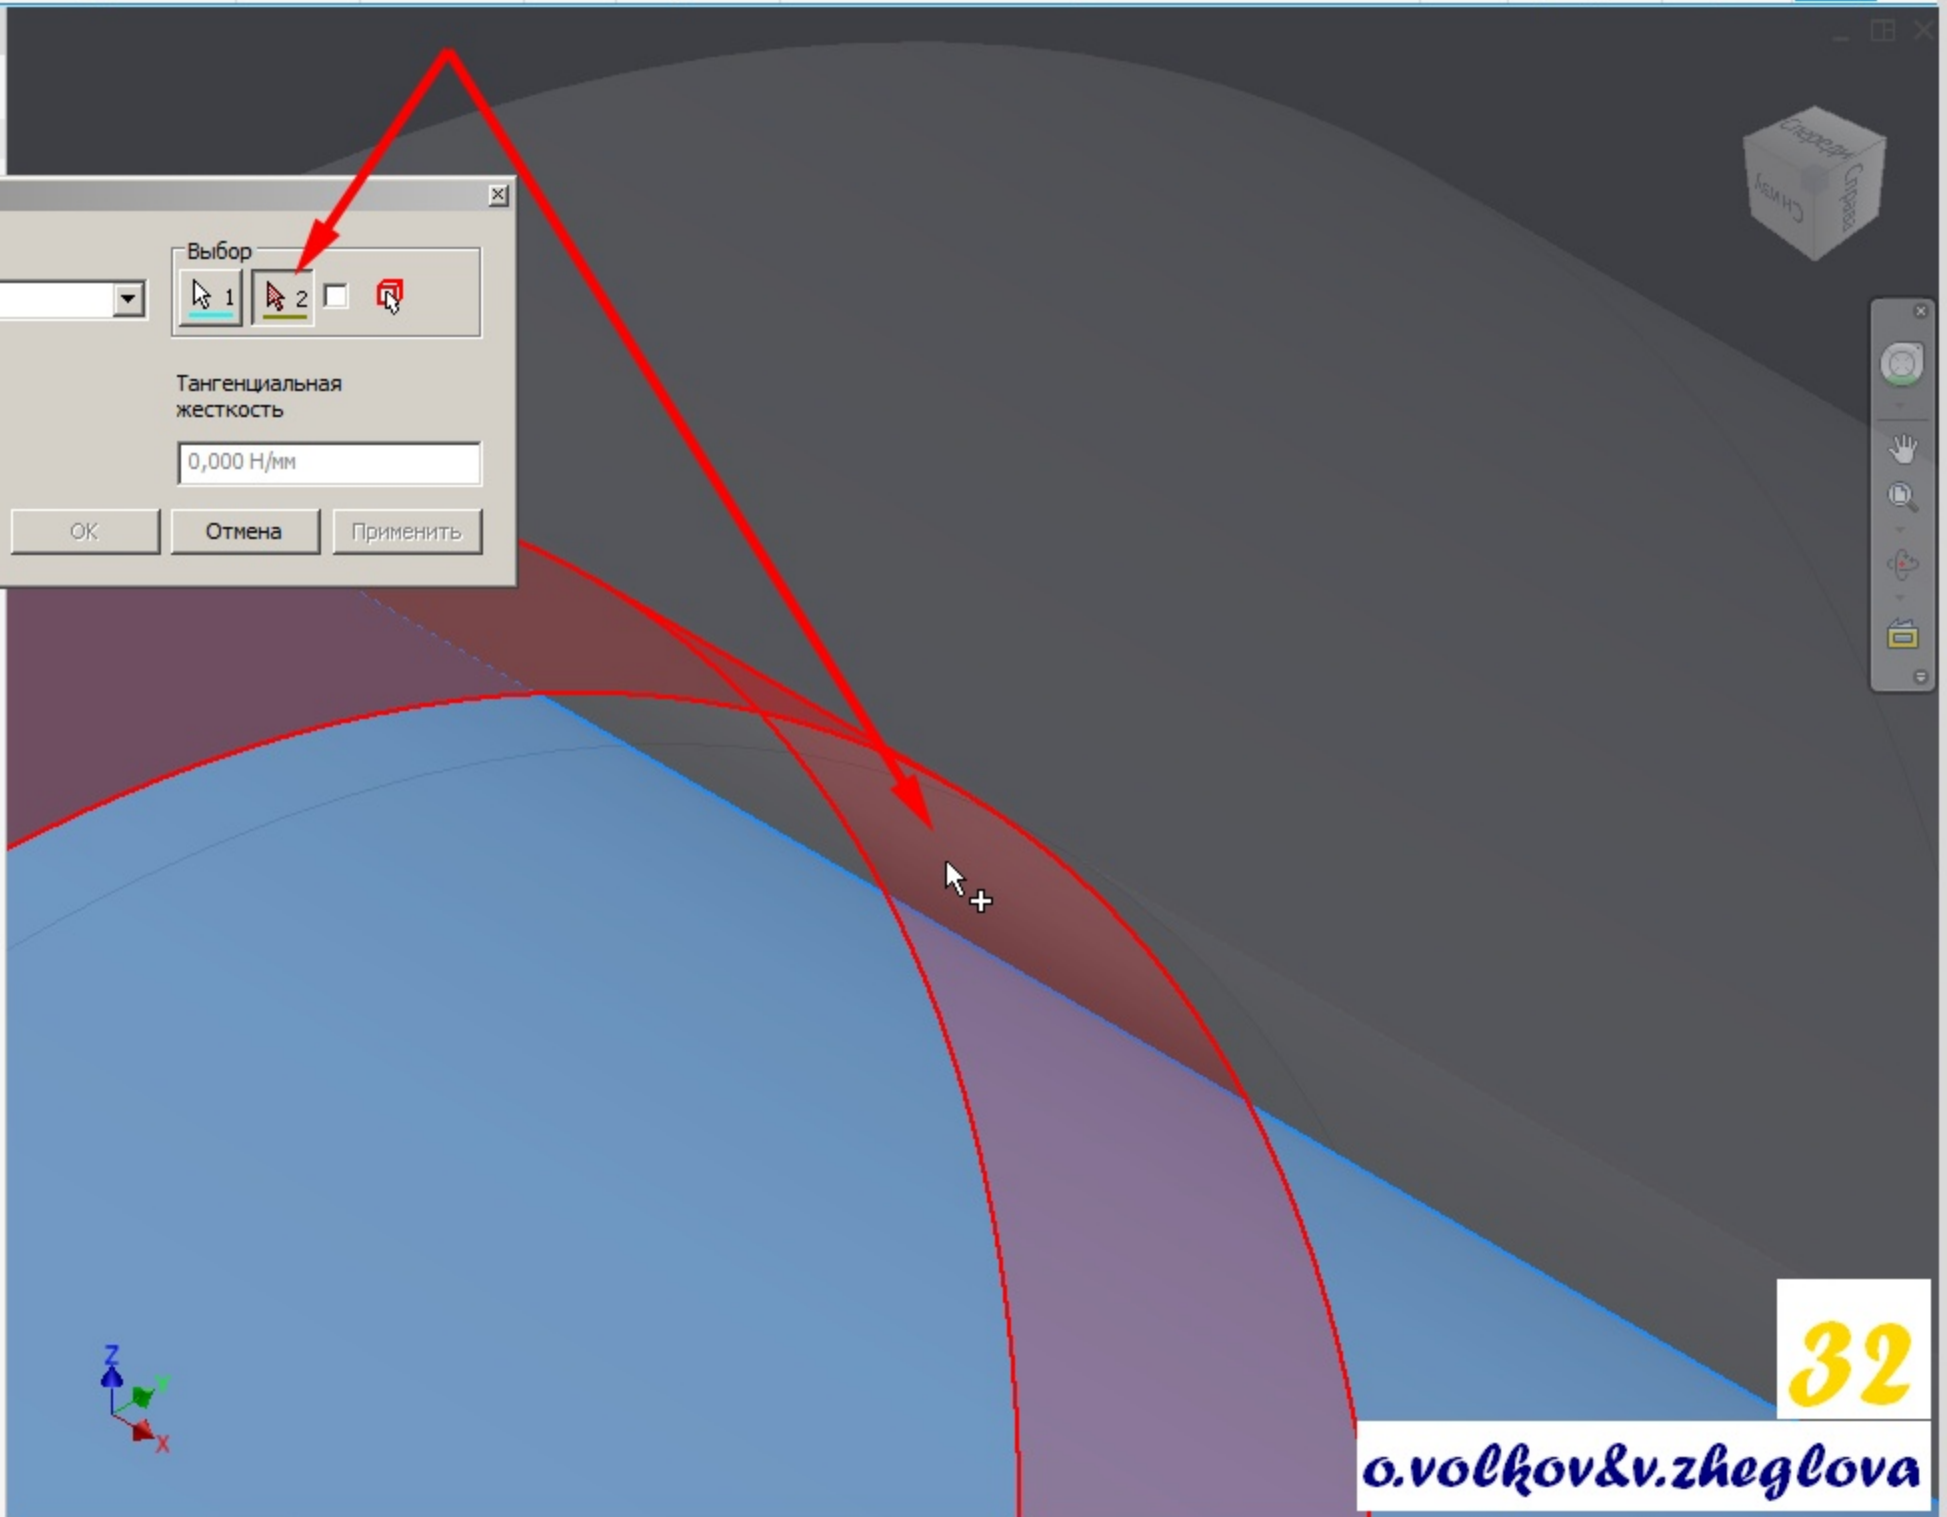 Спереди
Снизу
Справа
Выбор
1
2
Тангенциальная
жесткость
0,000 Н/мм
OK
Отмена
Применить
Z
Y
X
32
o.volkov&v.zheglova